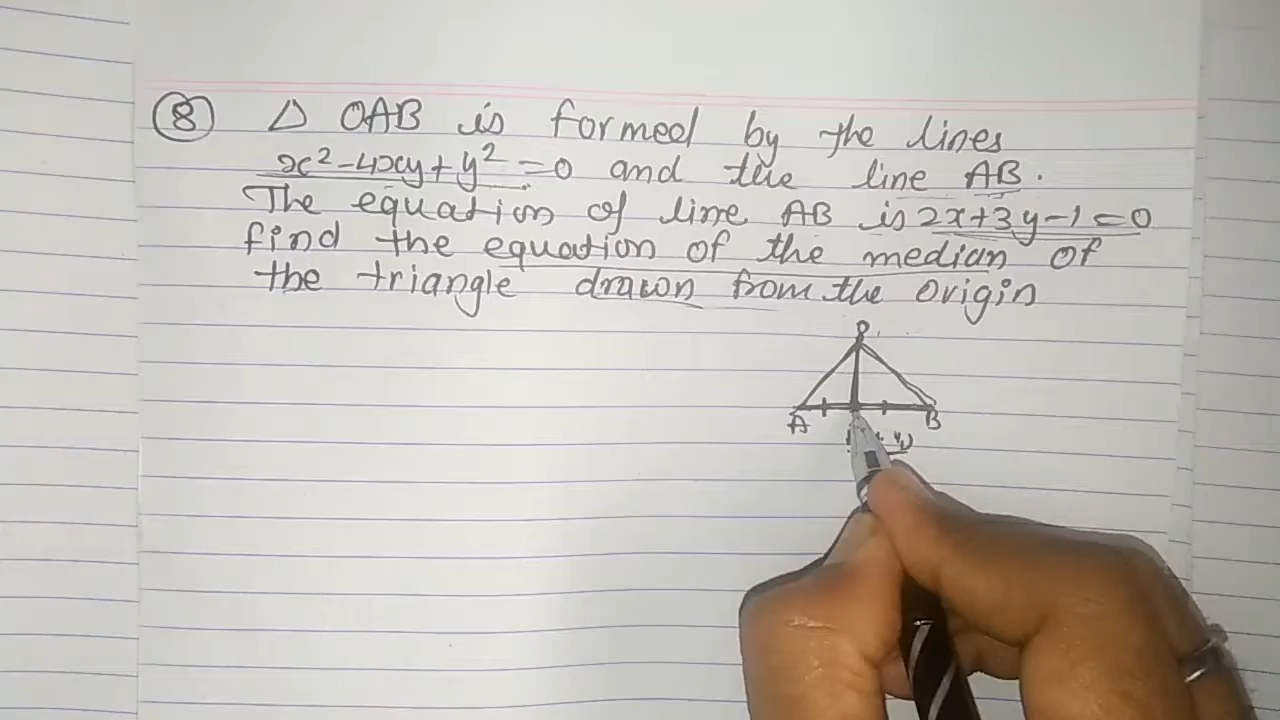 8 Δ OAB is formed by the lines
x²-4xy+y²=0 and the line AB.
The equation of line AB is 2x+3y-1=0
find the equation of the median of
the triangle drawn from the origin
O
A B